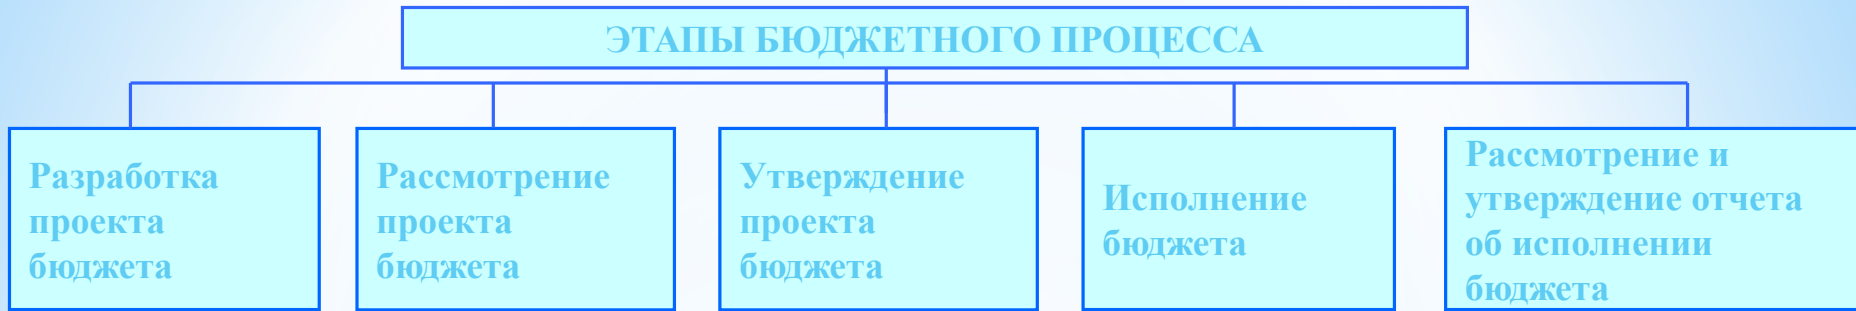 ЭТАПЫ БЮДЖЕТНОГО ПРОЦЕССА
Разработка
проекта
бюджета
Рассмотрение
проекта
бюджета
Утверждение
проекта
бюджета
Исполнение
бюджета
Рассмотрение и
утверждение отчета
об исполнении
бюджета